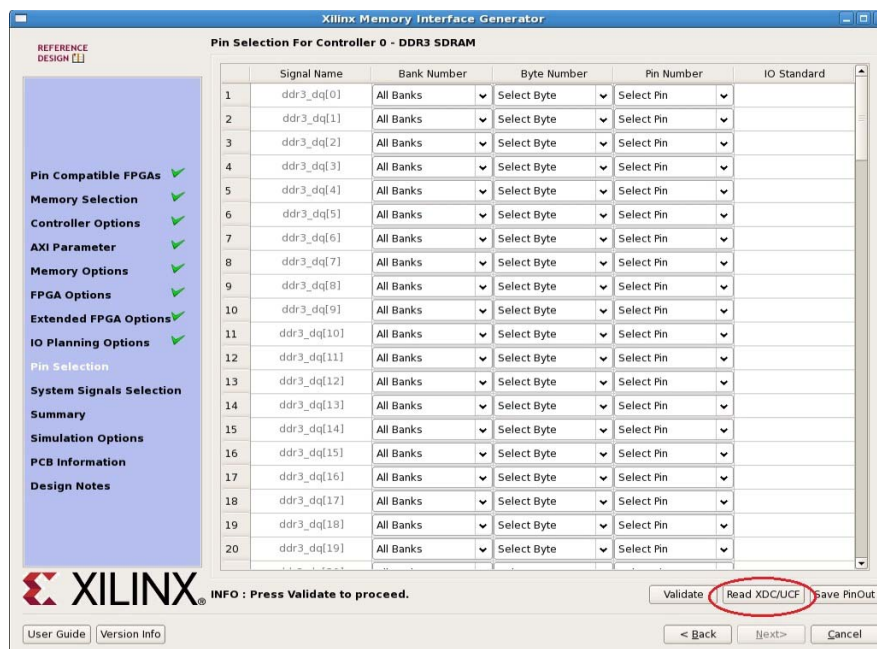 Xilinx Memory Interface Generator
REFERENCE
DESIGN
Pin Compatible FPGAs
Memory Selection
Controller Options
AXI Parameter
Memory Options
FPGA Options
Extended FPGA Options
IO Planning Options
Pin Selection
System Signals Selection
Summary
Simulation Options
PCB Information
Design Notes
XILINX®
Pin Selection For Controller 0 - DDR3 SDRAM
Signal Name Bank Number Byte Number Pin Number IO Standard
1 ddr3_dq[0] All Banks Select Byte Select Pin
2 ddr3_dq[1] All Banks Select Byte Select Pin
3 ddr3_dq[2] All Banks Select Byte Select Pin
4 ddr3_dq[3] All Banks Select Byte Select Pin
5 ddr3_dq[4] All Banks Select Byte Select Pin
6 ddr3_dq[5] All Banks Select Byte Select Pin
7 ddr3_dq[6] All Banks Select Byte Select Pin
8 ddr3_dq[7] All Banks Select Byte Select Pin
9 ddr3_dq[8] All Banks Select Byte Select Pin
10 ddr3_dq[9] All Banks Select Byte Select Pin
11 ddr3_dq[10] All Banks Select Byte Select Pin
12 ddr3_dq[11] All Banks Select Byte Select Pin
13 ddr3_dq[12] All Banks Select Byte Select Pin
14 ddr3_dq[13] All Banks Select Byte Select Pin
15 ddr3_dq[14] All Banks Select Byte Select Pin
16 ddr3_dq[15] All Banks Select Byte Select Pin
17 ddr3_dq[16] All Banks Select Byte Select Pin
18 ddr3_dq[17] All Banks Select Byte Select Pin
19 ddr3_dq[18] All Banks Select Byte Select Pin
20 ddr3_dq[19] All Banks Select Byte Select Pin
INFO : Press Validate to proceed. Validate Read XDC/UCF Save PinOut
User Guide Version Info < Back Next> Cancel